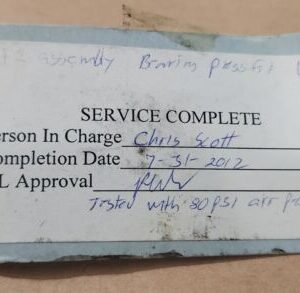 assembly Bearing press fit
SERVICE COMPLETE
erson In Charge Chris Scott
ompletion Date 7-31-2012
L Approval
Tested with 80 PSI air pr